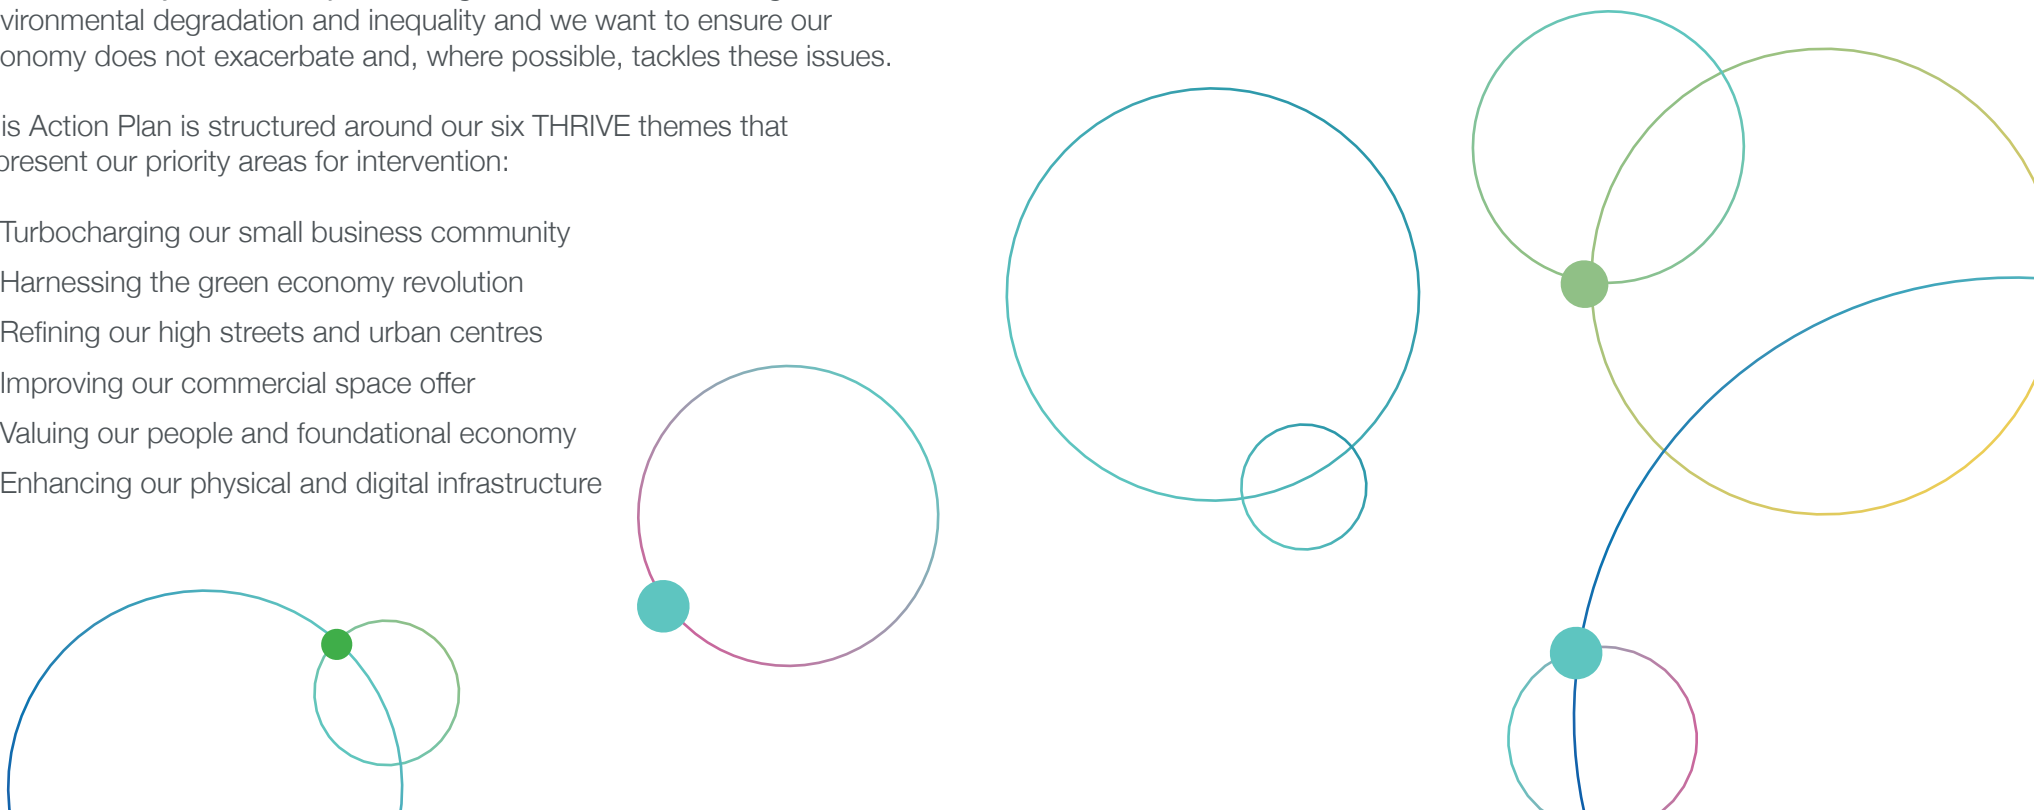 vironmental degradation and inequality and we want to ensure our
onomy does not exacerbate and, where possible, tackles these issues.
is Action Plan is structured around our six THRIVE themes that
present our priority areas for intervention:
Turbocharging our small business community
Harnessing the green economy revolution
Refining our high streets and urban centres
Improving our commercial space offer
Valuing our people and foundational economy
Enhancing our physical and digital infrastructure